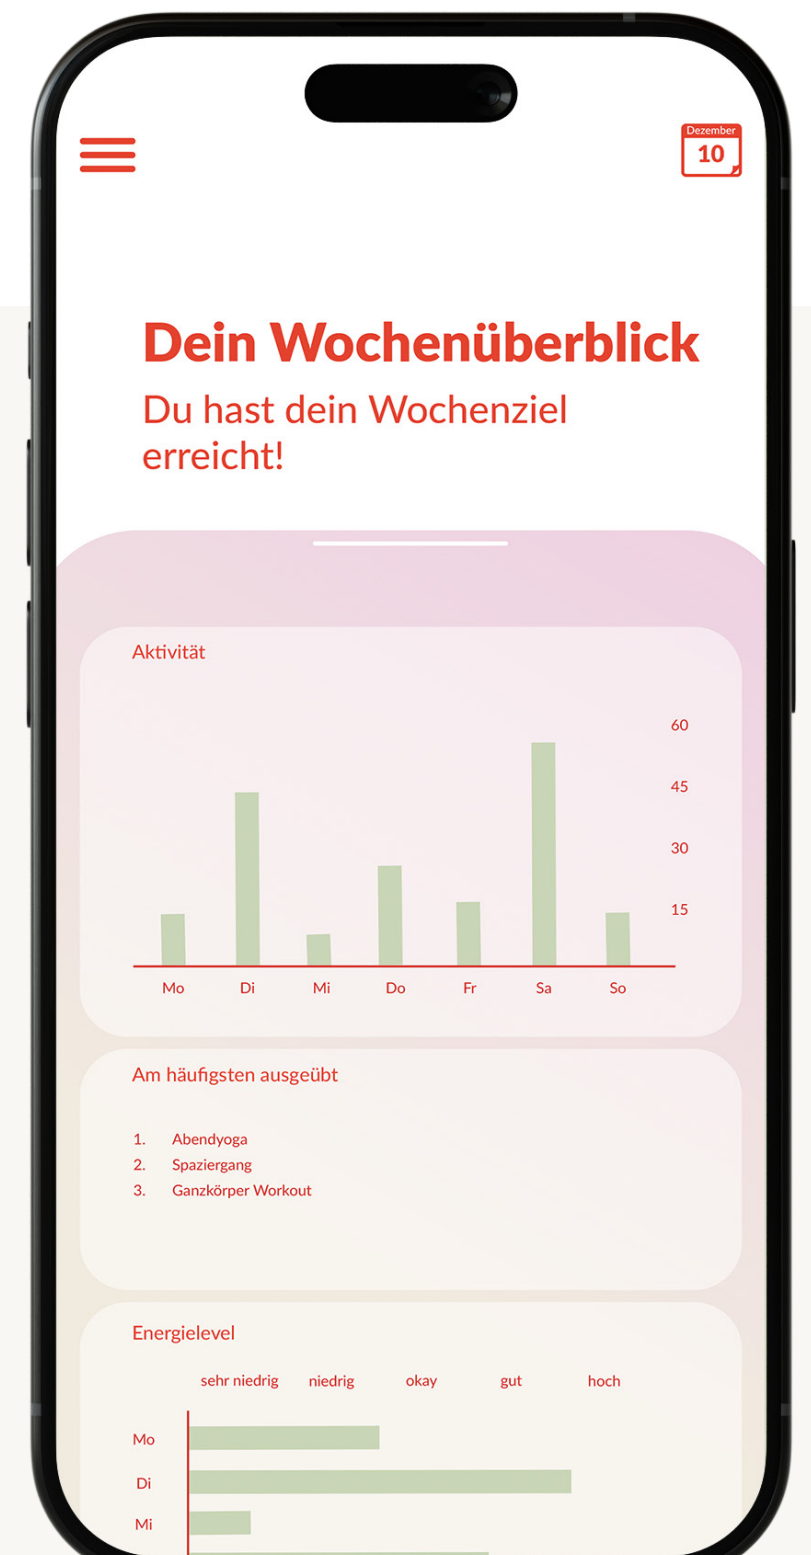 Dezember
10
Dein Wochenüberblick
Du hast dein Wochenziel
erreicht!
Aktivität
60
45
30
15
Mo Di Mi Do Fr Sa So
Am häufigsten ausgeübt
1. Abendyoga
2. Spaziergang
3. Ganzkörper Workout
Energielevel
sehr niedrig niedrig okay gut hoch
Mo
Di
Mi